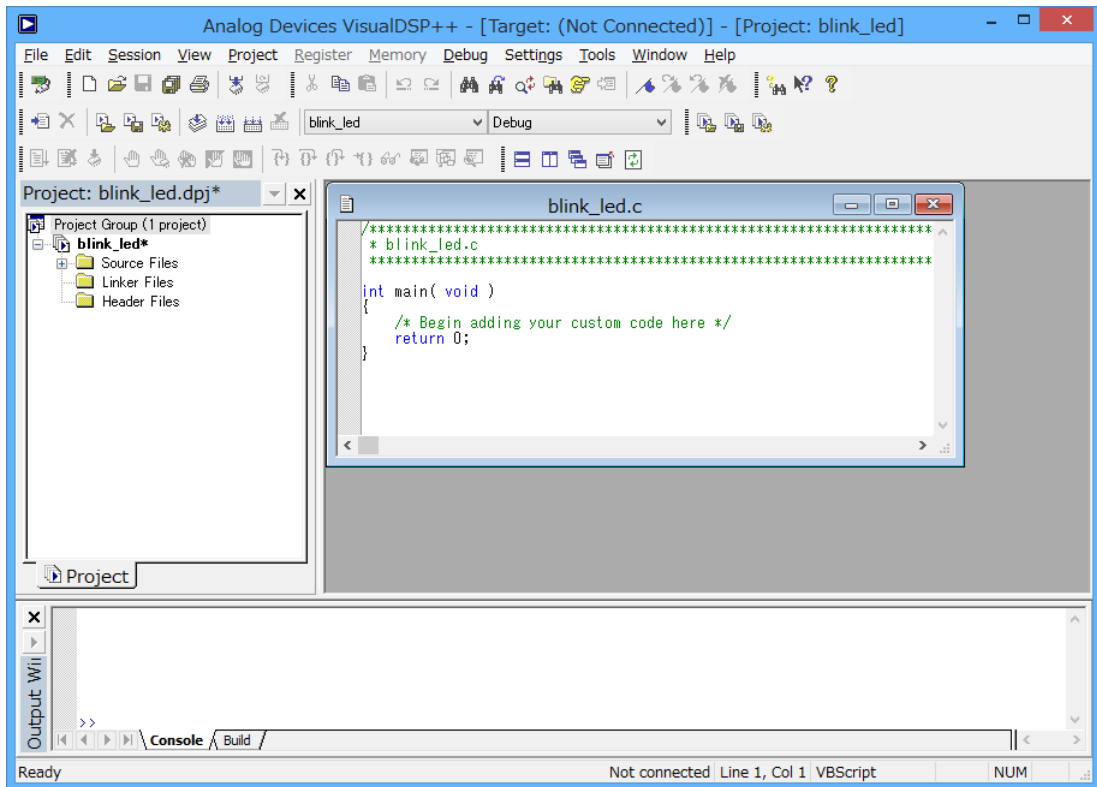 Analog Devices VisualDSP++ - [Target: (Not Connected)] - [Project: blink_led]
File Edit Session View Project Register Memory Debug Settings Tools Window Help
blink_led Debug
Project: blink_led.dpj*
Project Group (1 project)
blink_led*
Source Files
Linker Files
Header Files
Project
blink_led.c
/*******************************************************************
* blink_led.c
*******************************************************************
int main( void )
{
/* Begin adding your custom code here */
return 0;
}
Output Wi
>>
Console Build
Ready Not connected Line 1, Col 1 VBScript NUM